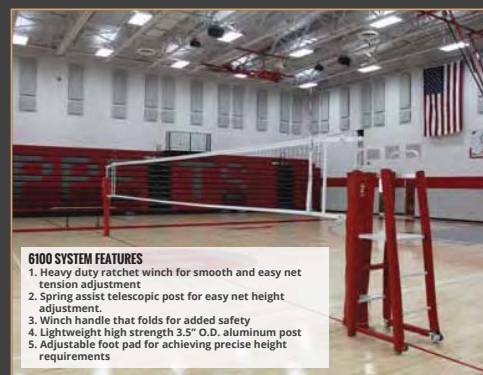 6100 SYSTEM FEATURES
1. Heavy duty ratchet winch for smooth and easy net
tension adjustment
2. Spring assist telescopic post for easy net height
adjustment.
3. Winch handle that folds for added safety
4. Lightweight high strength 3.5" O.D. aluminum post
5. Adjustable foot pad for achieving precise height
requirements